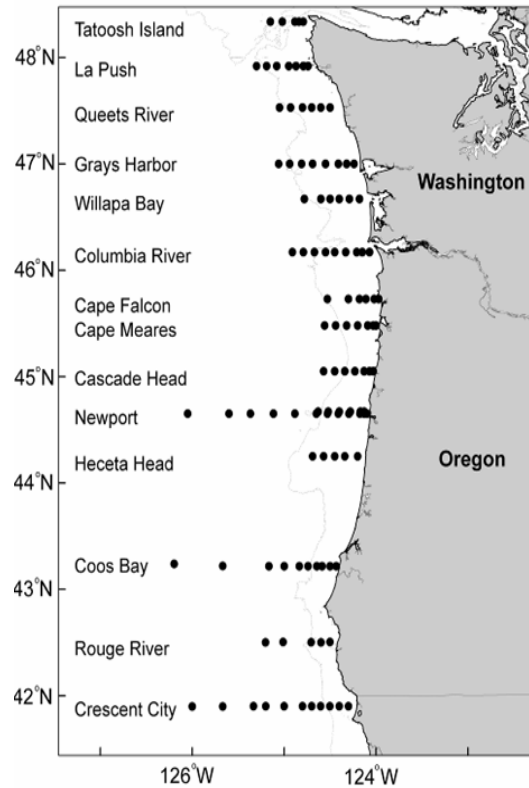 48°N
Tatoosh Island
La Push
Queets River
47°N
Grays Harbor
Washington
Willapa Bay
Columbia River
46°N
Cape Falcon
Cape Meares
45°N
Cascade Head
Newport
Oregon
44°N
Heceta Head
Coos Bay
43°N
Rouge River
42°N
Crescent City
126°W
124°W